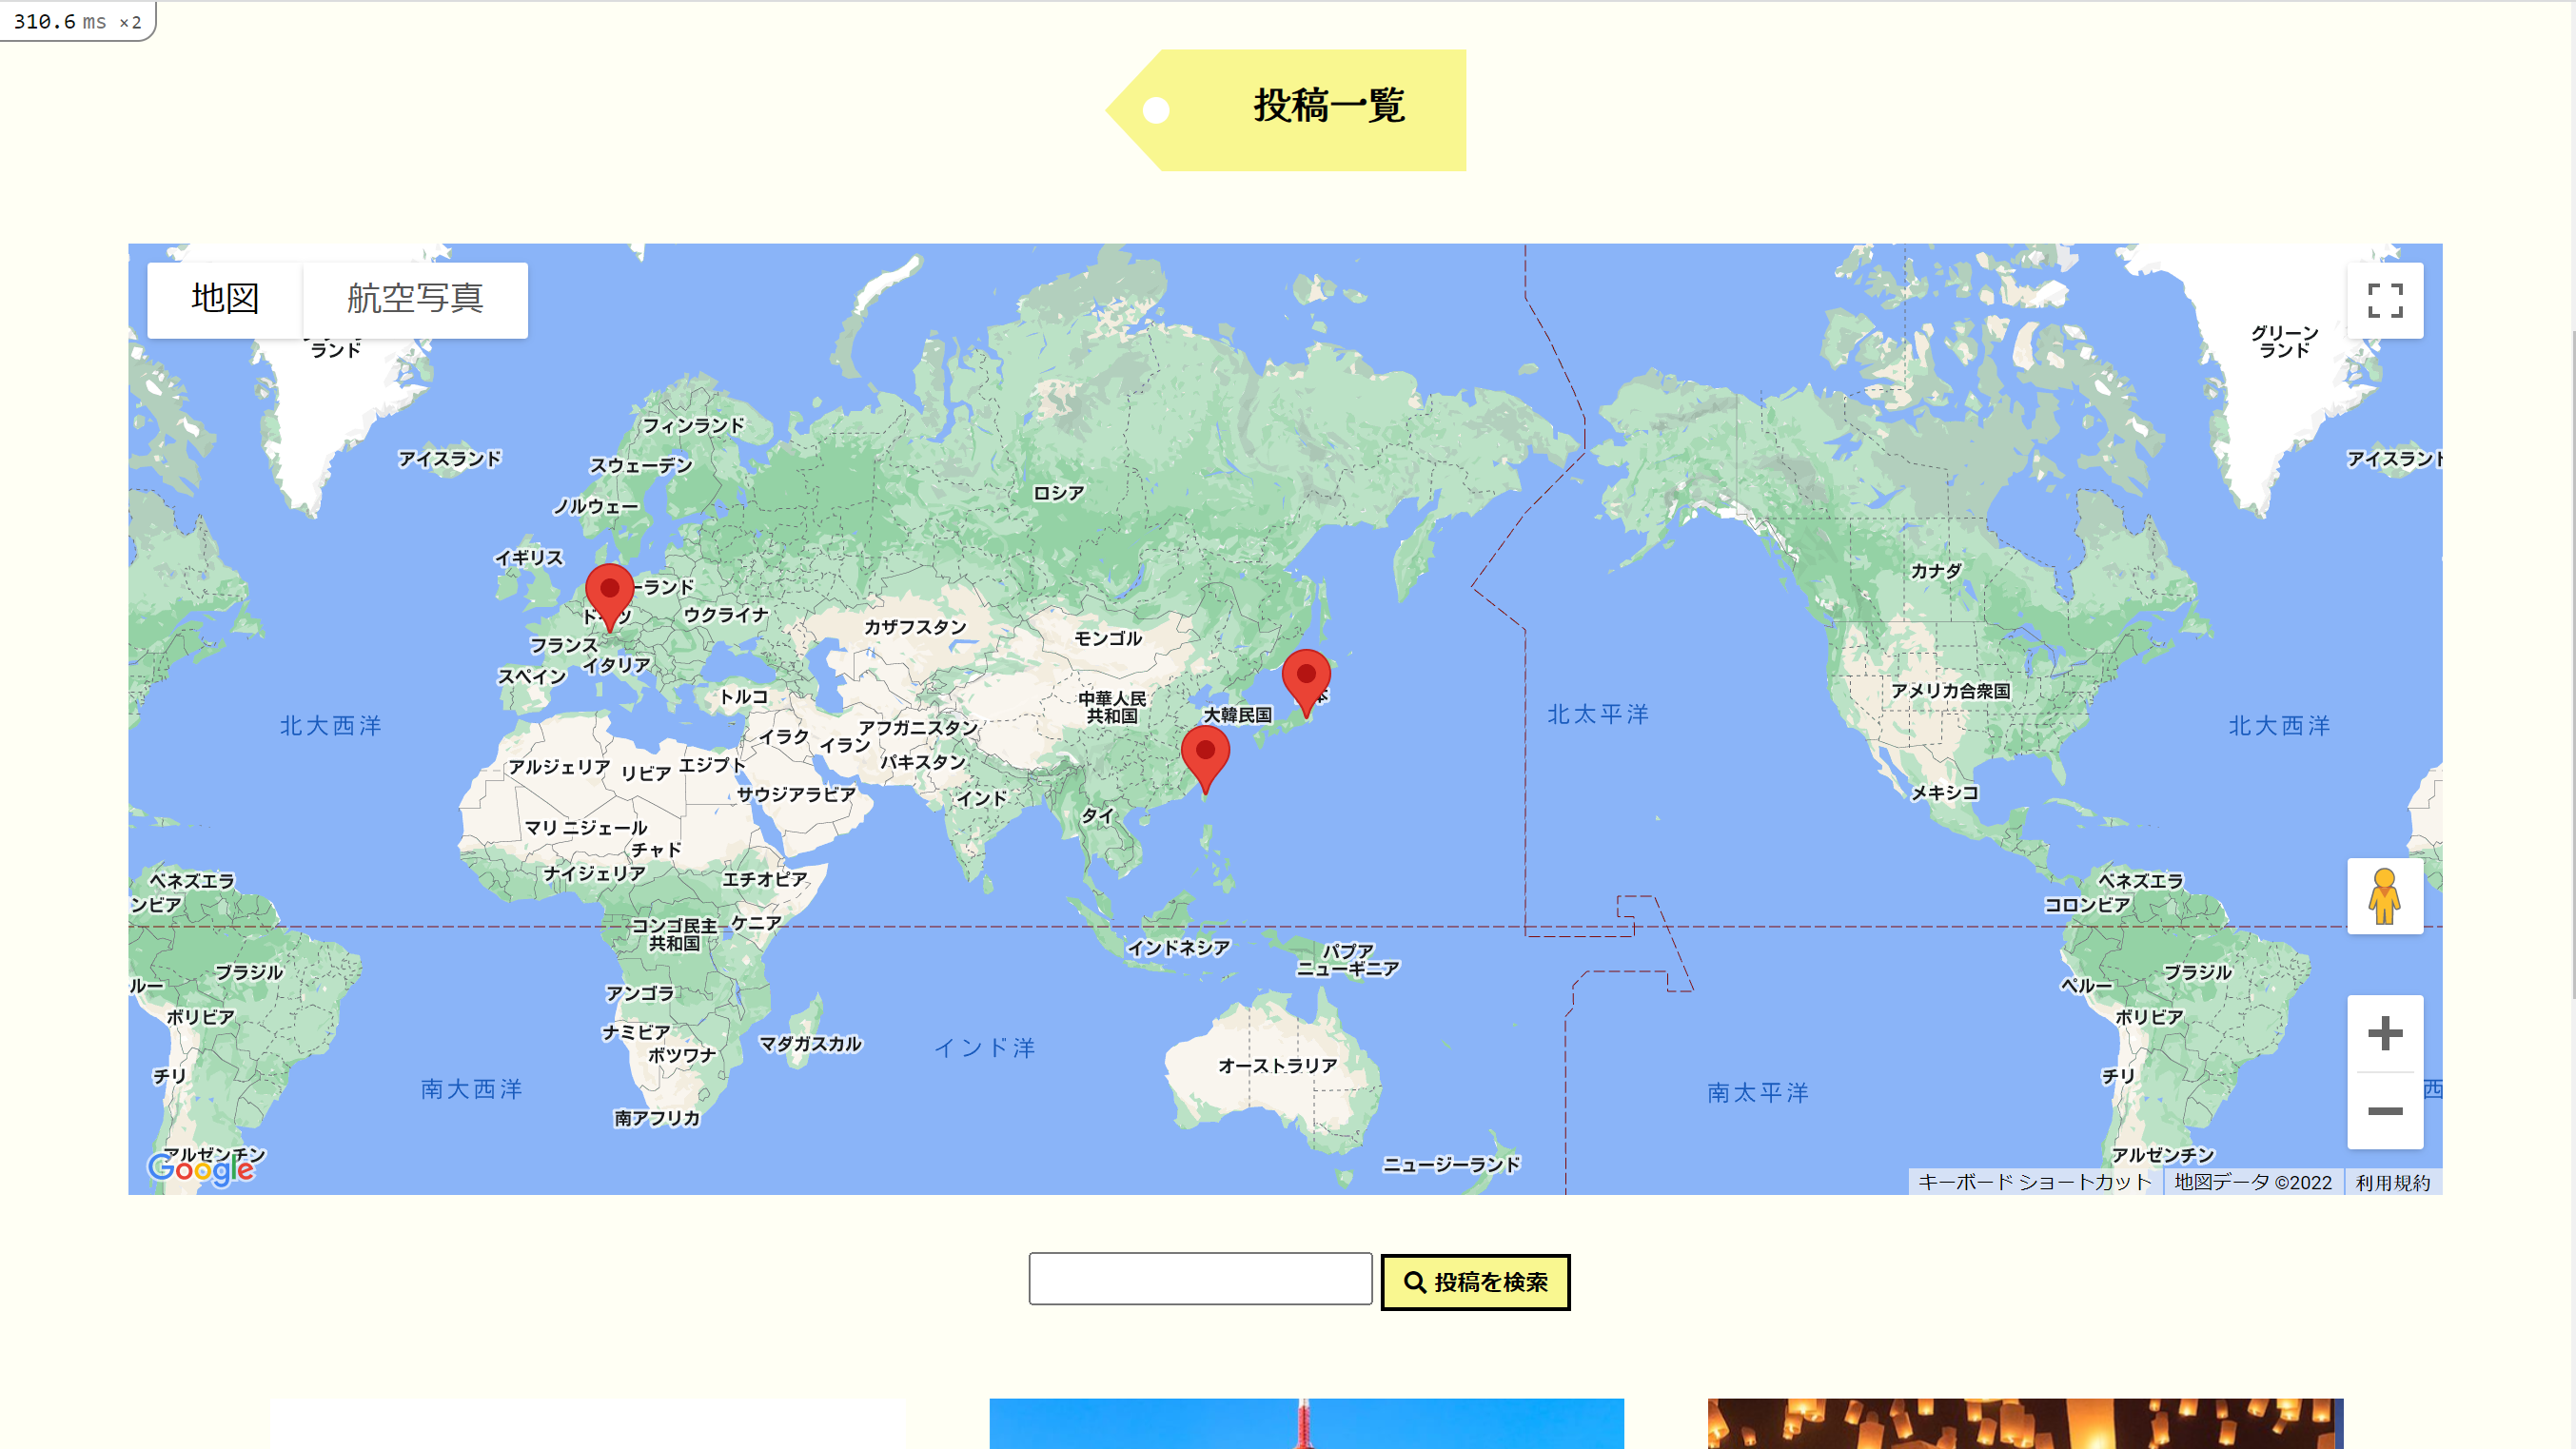 310.6 ms ×2
投稿一覧
地図 航空写真
ランド
グリーン
ランド
フィンランド
アイスランド
アイスランド
スウェーデン
ロシア
ノルウェー
イギリス
カナダ
ーランド
ドイツ
ウクライナ
カザフスタン
モンゴル
フランス
イタリア
スペイン
トルコ
中華人民
共和国
大韓民国
本
アメリカ合衆国
北大西洋
北太平洋
北大西洋
アフガニスタン
イラク
イラン
パキスタン
アルジェリア
リビア
エジプト
サウジアラビア
インド
メキシコ
タイ
マリ
ニジェール
チャド
ナイジェリア
エチオピア
ベネズエラ
ンビア
ベネズエラ
コロンビア
コンゴ民主
共和国
ケニア
インドネシア
パプア
ニューギニア
ブラジル
ルー
ブラジル
ペルー
アンゴラ
ボリビア
ボリビア
ナミビア
ボツワナ
マダガスカル
インド洋
オーストラリア
チリ
チリ
南大西洋
南太平洋
西
南アフリカ
アルゼンチン
アルゼンチン
ニュージーランド
Google
キーボード ショートカット 地図データ ©2022 利用規約
投稿を検索